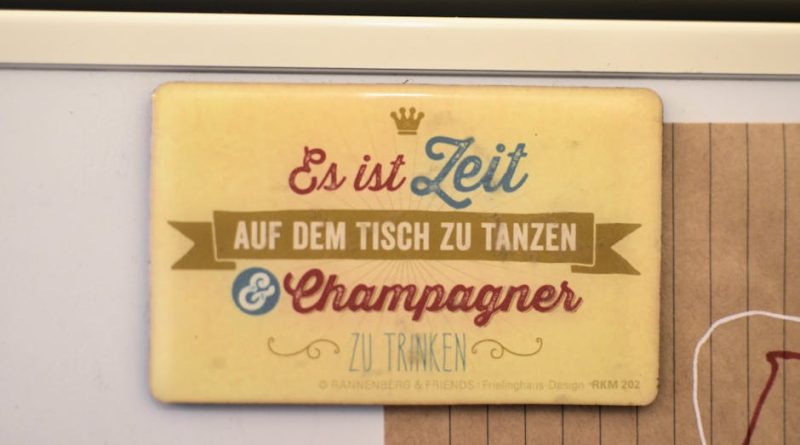 Es ist Zeit
AUF DEM TISCH ZU TANZEN
& Champagner
ZU TRINKEN
© RANNENBERG & FRIENDS · Frielinghaus-Design · RKM 202